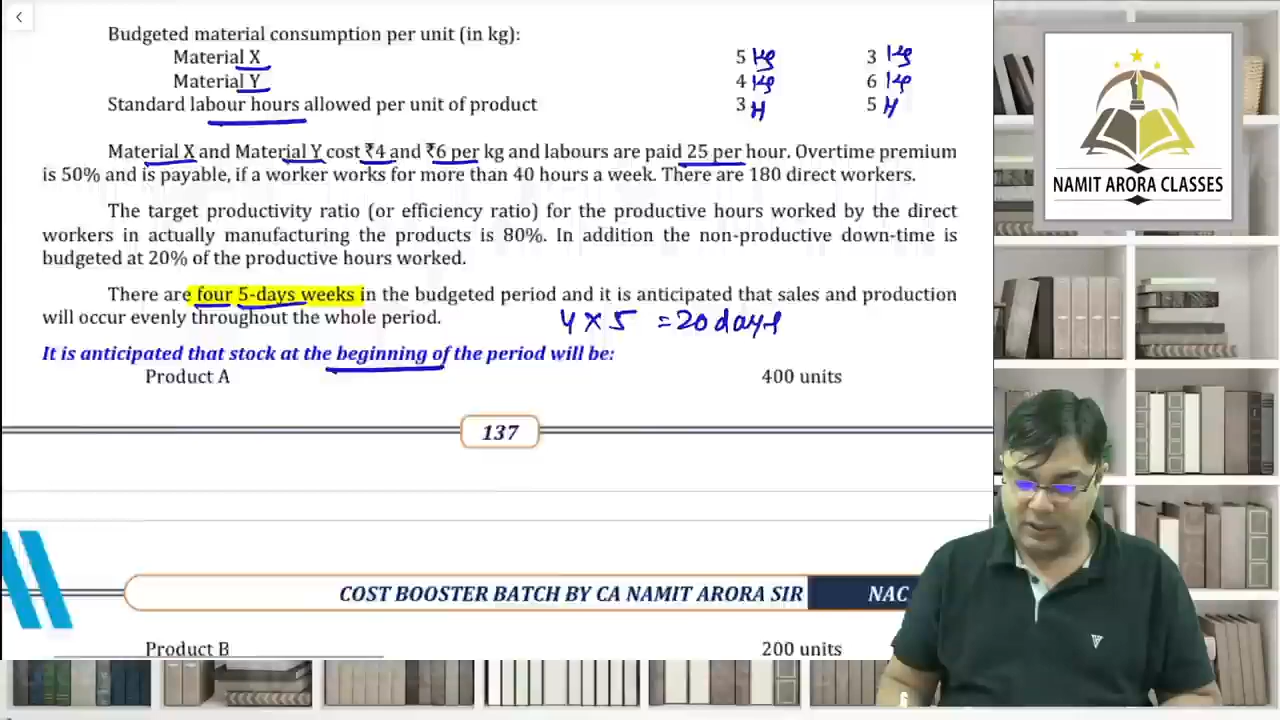 Budgeted material consumption per unit (in kg):
Material X 5 kg 3 kg
Material Y 4 kg 6 kg
Standard labour hours allowed per unit of product 3 H 5 H
Material X and Material Y cost ₹4 and ₹6 per kg and labours are paid 25 per hour. Overtime premium
is 50% and is payable, if a worker works for more than 40 hours a week. There are 180 direct workers.
The target productivity ratio (or efficiency ratio) for the productive hours worked by the direct
workers in actually manufacturing the products is 80%. In addition the non-productive down-time is
budgeted at 20% of the productive hours worked.
There are four 5-days weeks in the budgeted period and it is anticipated that sales and production
will occur evenly throughout the whole period.
4 × 5 = 20 days
It is anticipated that stock at the beginning of the period will be:
Product A 400 units
137
COST BOOSTER BATCH BY CA NAMIT ARORA SIR NAC
Product B 200 units
NAMIT ARORA CLASSES